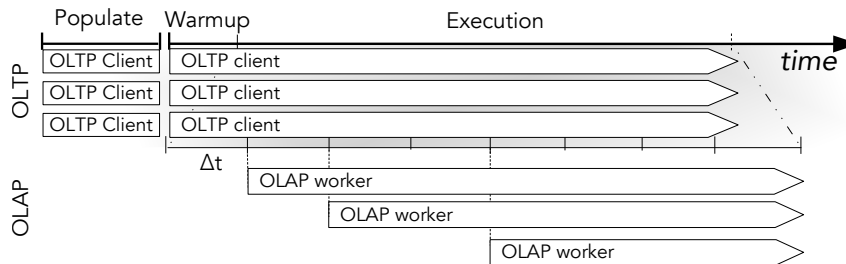 Populate Warmup Execution
OLTP Client OLTP client
time
OLTP
OLTP Client OLTP client
OLTP Client OLTP client
Δt
OLAP
OLAP worker
OLAP worker
OLAP worker